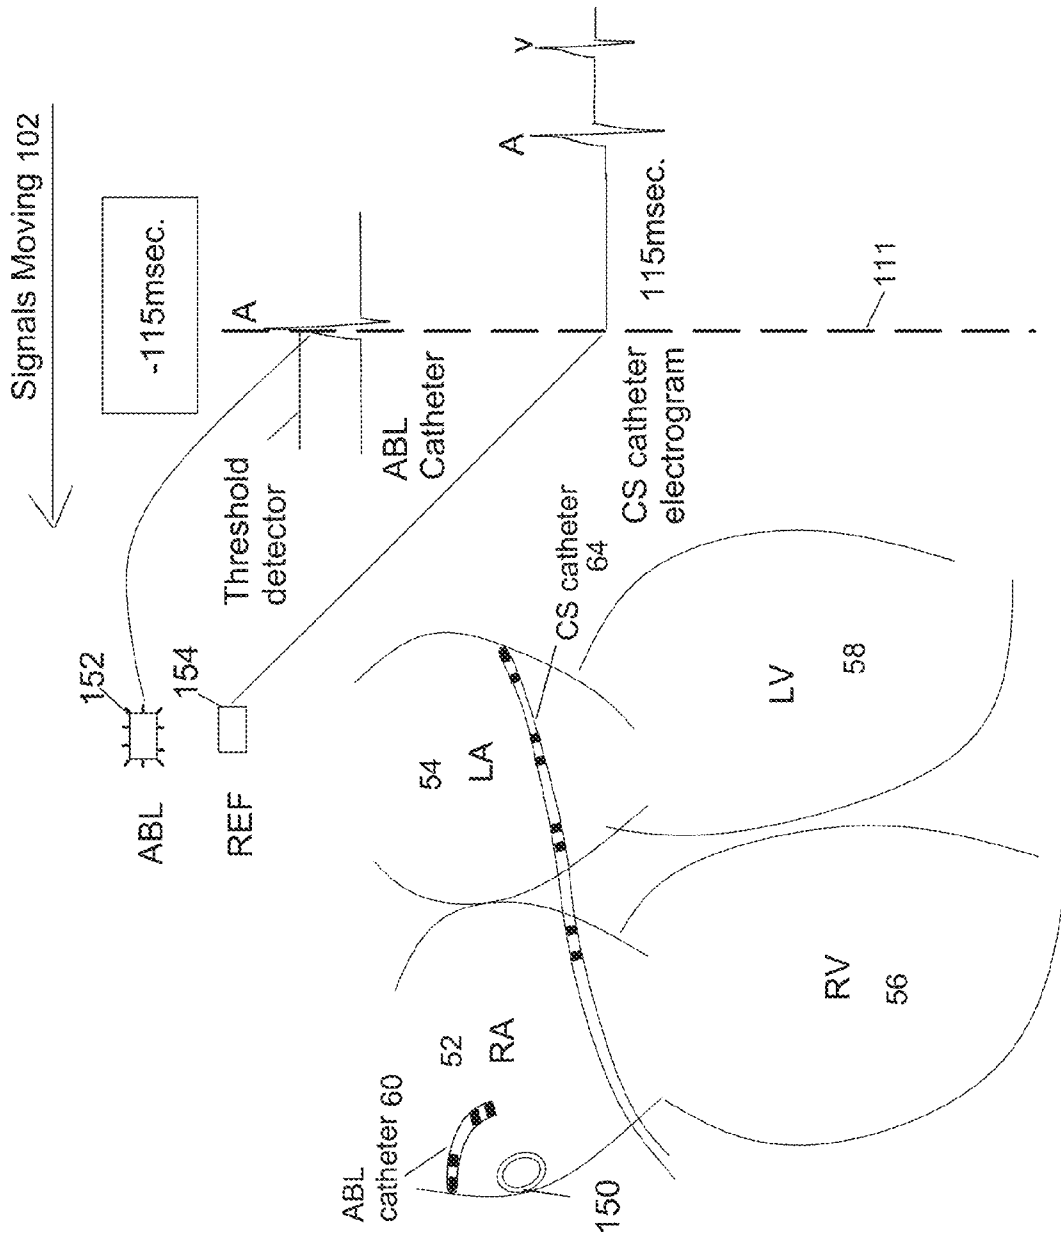 Signals Moving 102
-115msec.
A
Threshold
detector
ABL
Catheter
A
V
115msec.
CS catheter
electrogram
111
152
ABL
154
REF
CS catheter
64
54
LA
58
LV
52
RA
ABL
catheter 60
150
RV
56